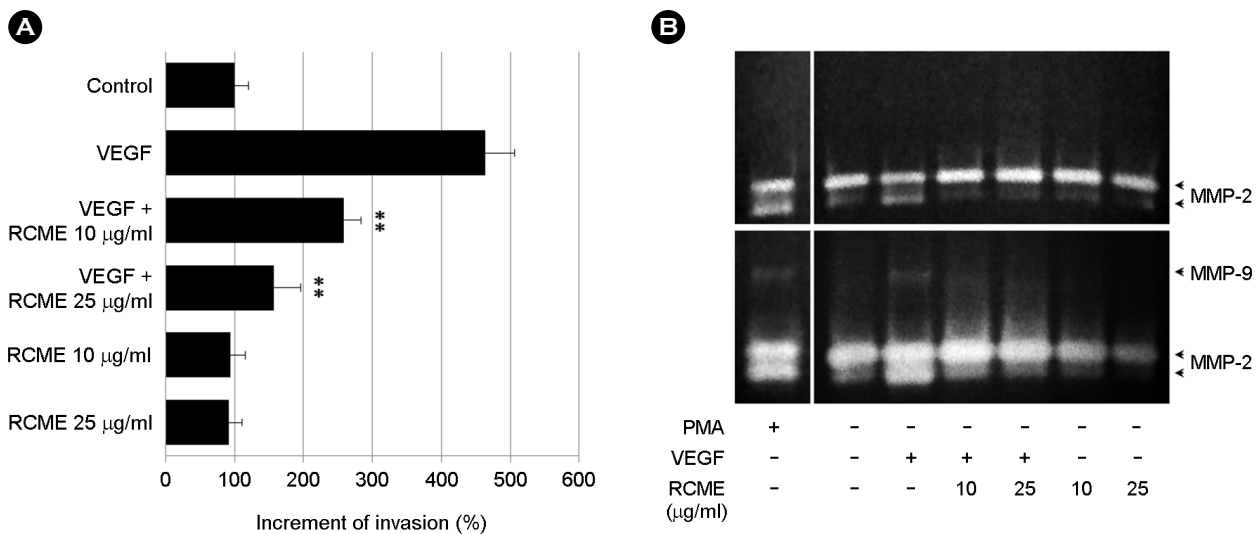 A
Control
VEGF
VEGF +
RCME 10 µg/ml
**
VEGF +
RCME 25 µg/ml
**
RCME 10 µg/ml
RCME 25 µg/ml
0 100 200 300 400 500 600
Increment of invasion (%)
B
MMP-2
MMP-9
MMP-2
PMA + – – – – – –
VEGF – – + + + – –
RCME – – – 10 25 10 25
(µg/ml)